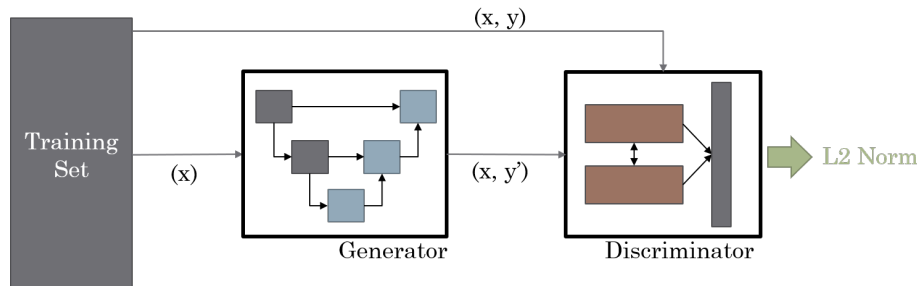 (x, y)
Training
Set
(x)
(x, y’)
L2 Norm
Generator
Discriminator